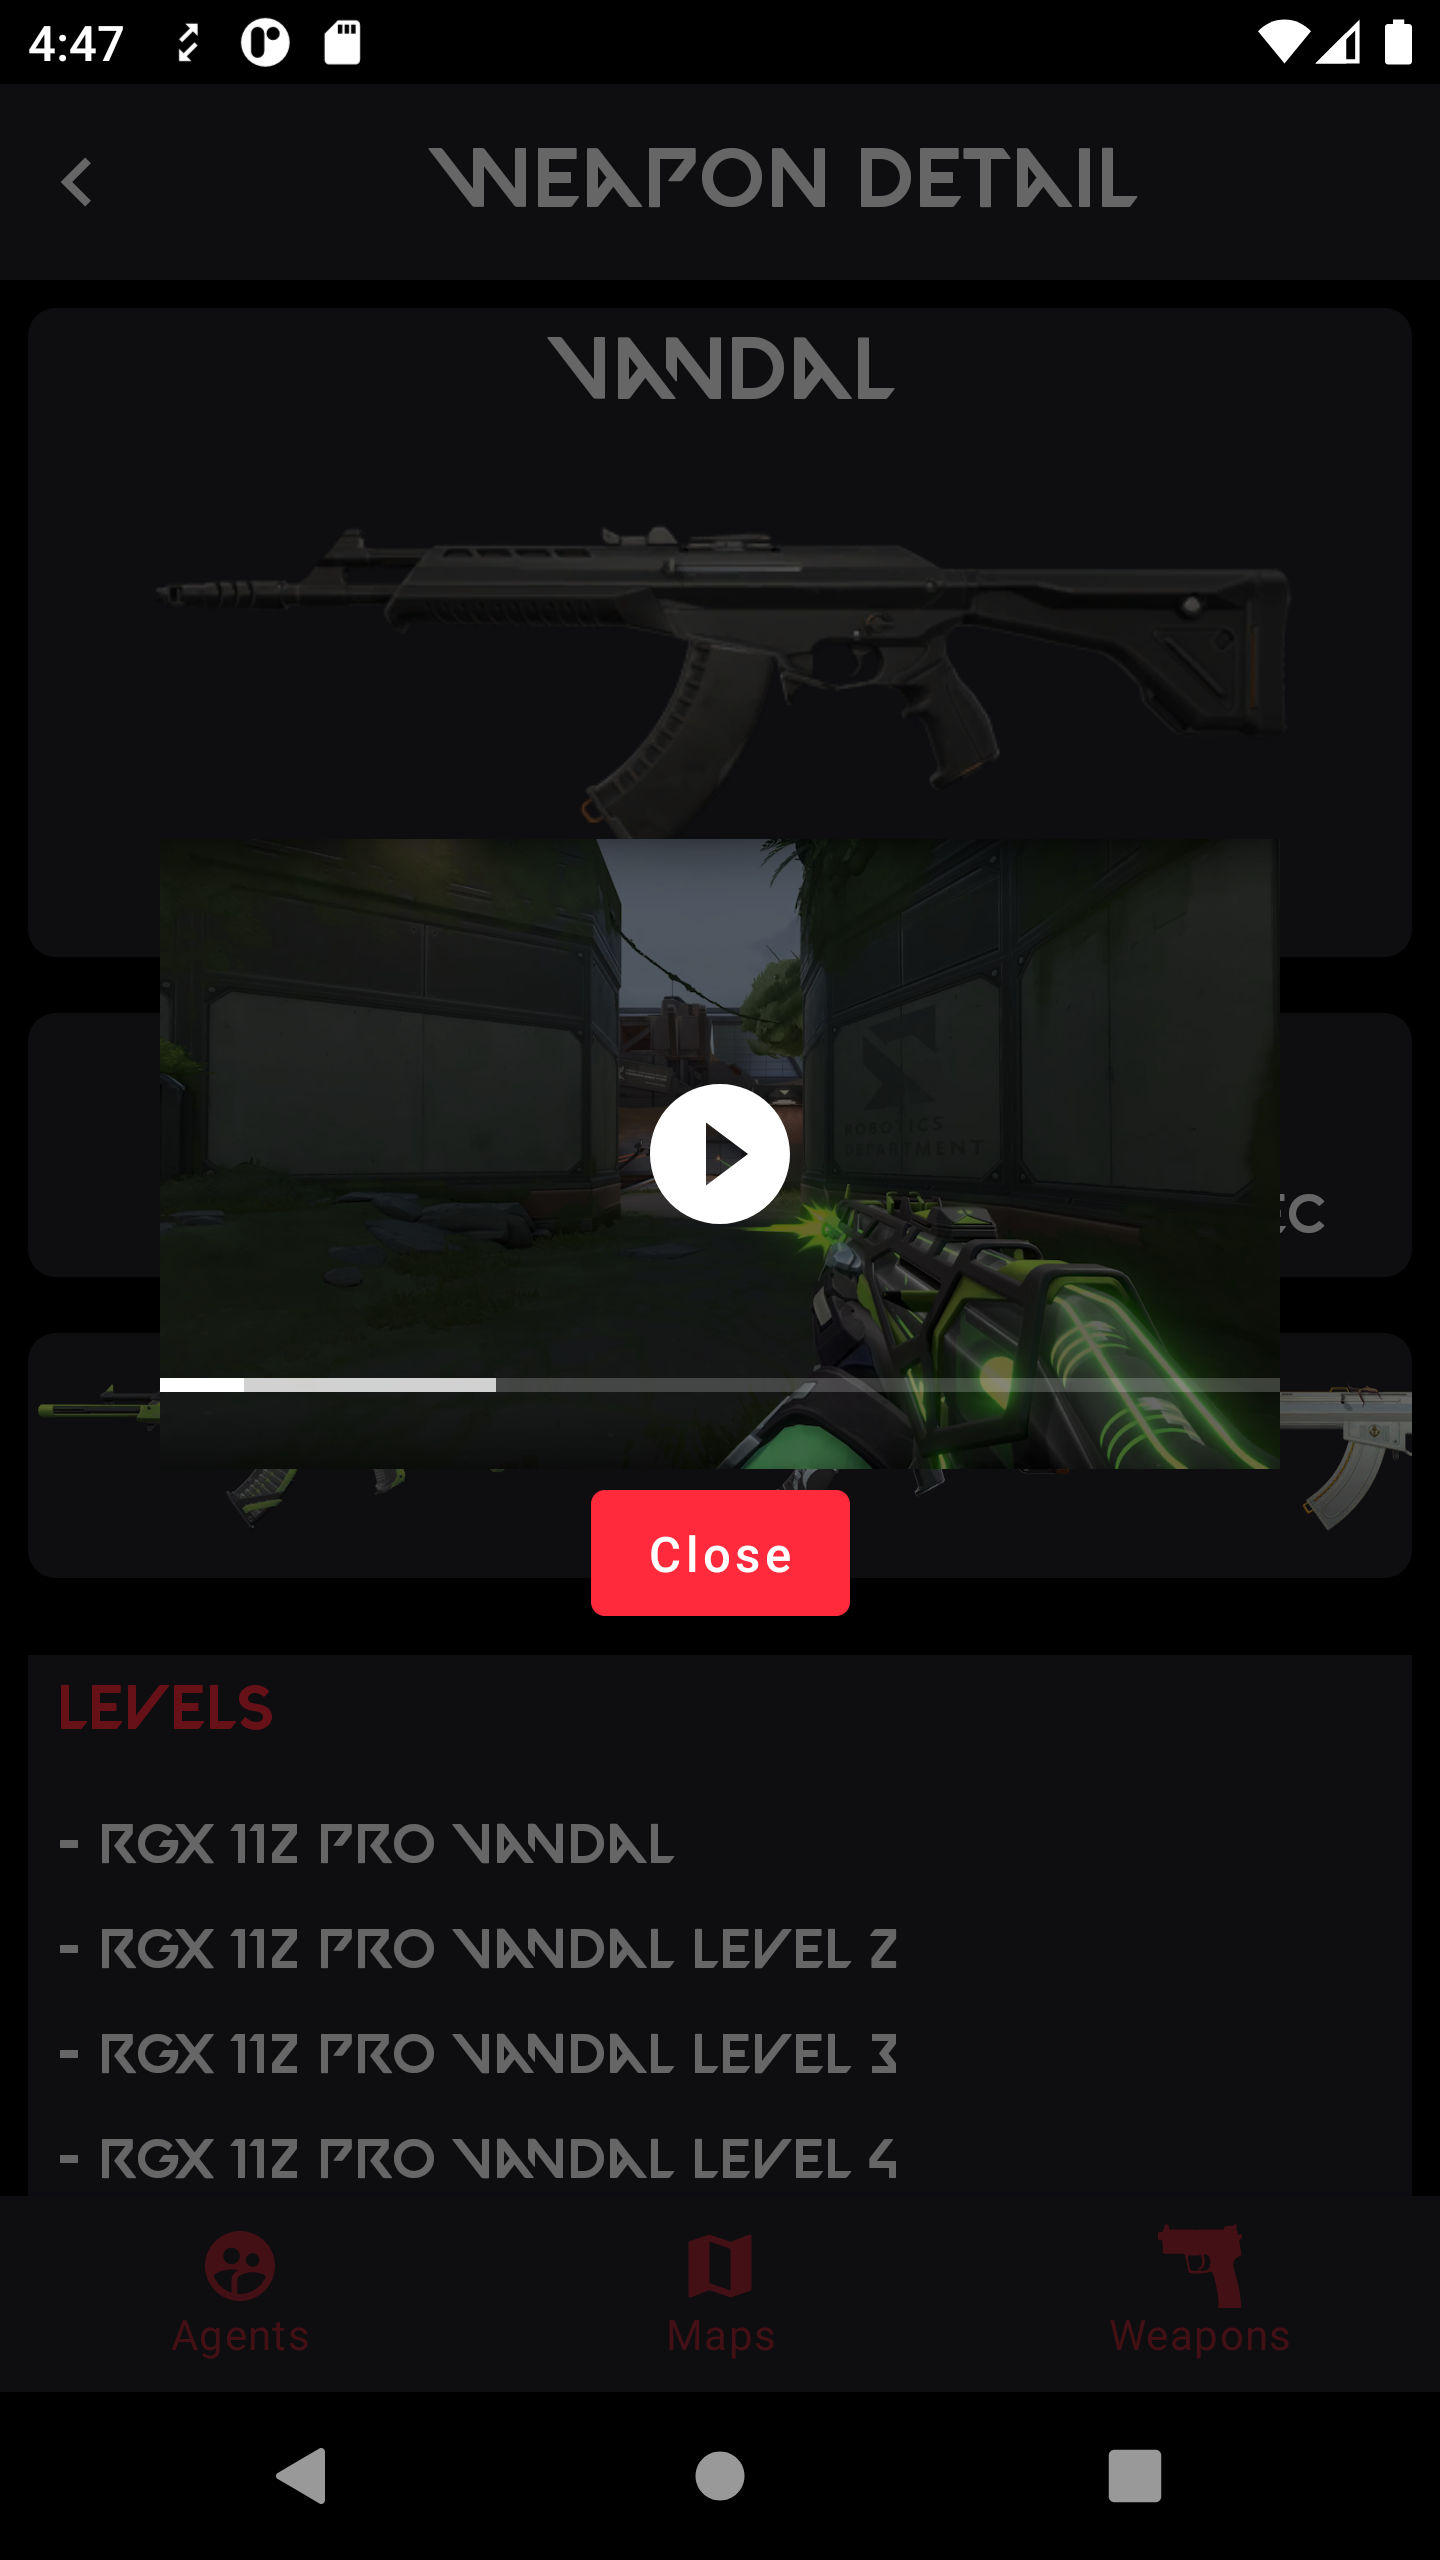 4:47
WEAPON DETAIL
VANDAL
ROBOTICS
DEPARTMENT
EC
Close
LEVELS
- RGX 11Z PRO VANDAL
- RGX 11Z PRO VANDAL LEVEL 2
- RGX 11Z PRO VANDAL LEVEL 3
- RGX 11Z PRO VANDAL LEVEL 4
Agents
Maps
Weapons